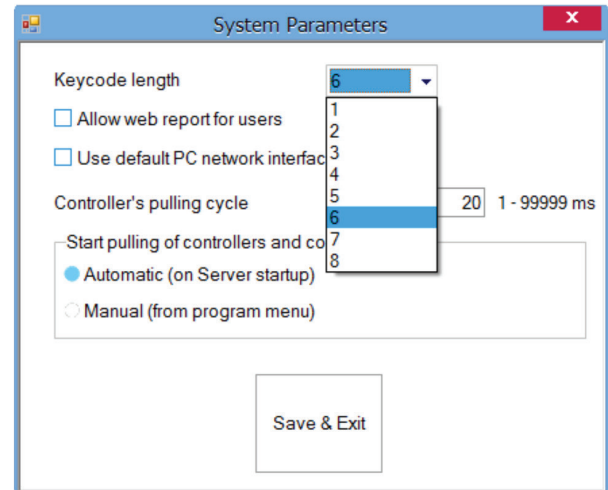 System Parameters
x
Keycode length
6
Allow web report for users
1
2
Use default PC network
3
4
Controller's pulling cycle
5
20
1 - 99999 ms
6
Start pulling of controllers and
7
8
Automatic (on Server startup)
Manual (from program menu)
Save & Exit